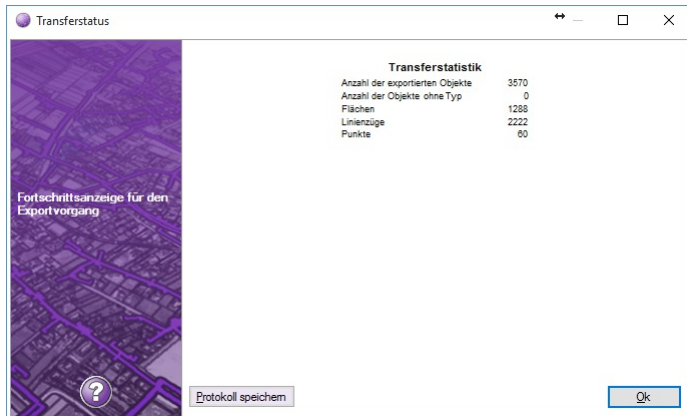 Transferstatus
Transferstatistik
Anzahl der exportierten Objekte 3570
Anzahl der Objekte ohne Typ 0
Flächen 1288
Linienzüge 2222
Punkte 60
Fortschrittsanzeige für den
Exportvorgang
?
Protokoll speichern
Ok